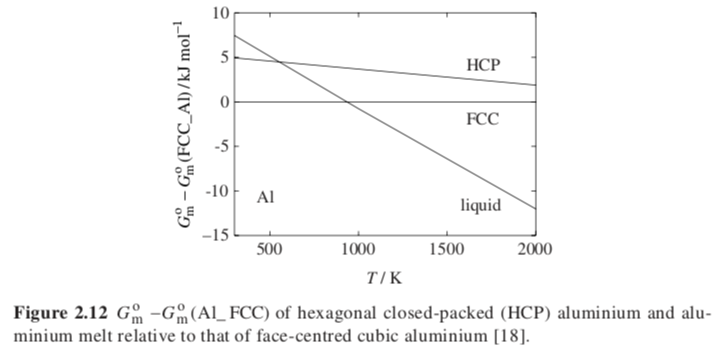 10
5
0
-5
-10
−15
500
1000
1500
2000
T / K
G°m − G°m (FCC_Al) / kJ mol−1
HCP
FCC
Al
liquid
Figure 2.12 G°m −G°m (Al_ FCC) of hexagonal closed-packed (HCP) aluminium and alu-
minium melt relative to that of face-centred cubic aluminium [18].